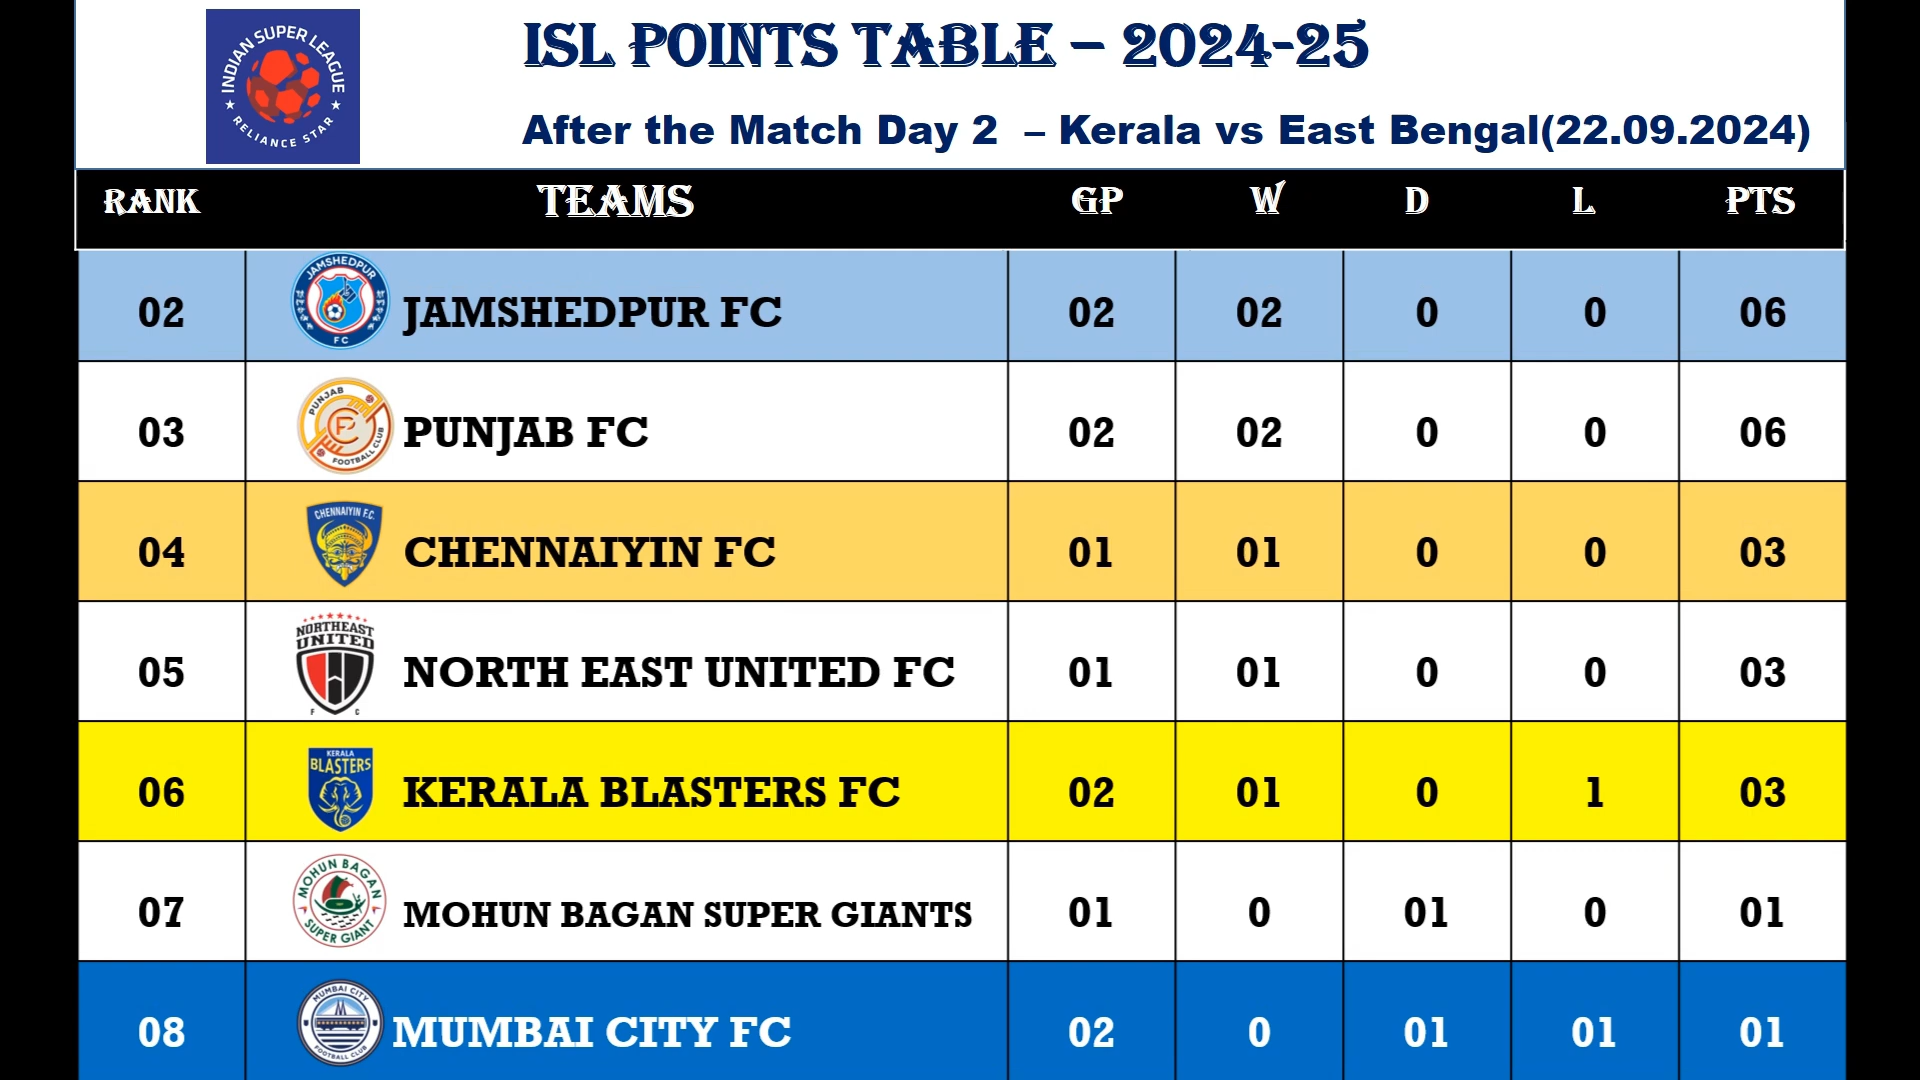 INDIAN SUPER LEAGUE
RELIANCE STAR
ISL POINTS TABLE – 2024-25
After the Match Day 2 – Kerala vs East Bengal(22.09.2024)
RANK TEAMS GP W D L PTS
JAMSHEDPUR
FC
02 JAMSHEDPUR FC 02 02 0 0 06
PUNJAB
FOOTBALL CLUB
03 PUNJAB FC 02 02 0 0 06
CHENNAIYIN F.C.
04 CHENNAIYIN FC 01 01 0 0 03
NORTHEAST
UNITED
F C
05 NORTH EAST UNITED FC 01 01 0 0 03
KERALA
BLASTERS
06 KERALA BLASTERS FC 02 01 0 1 03
MOHUN BAGAN
SUPER GIANT
07 MOHUN BAGAN SUPER GIANTS 01 0 01 0 01
MUMBAI CITY
FOOTBALL CLUB
08 MUMBAI CITY FC 02 0 01 01 01